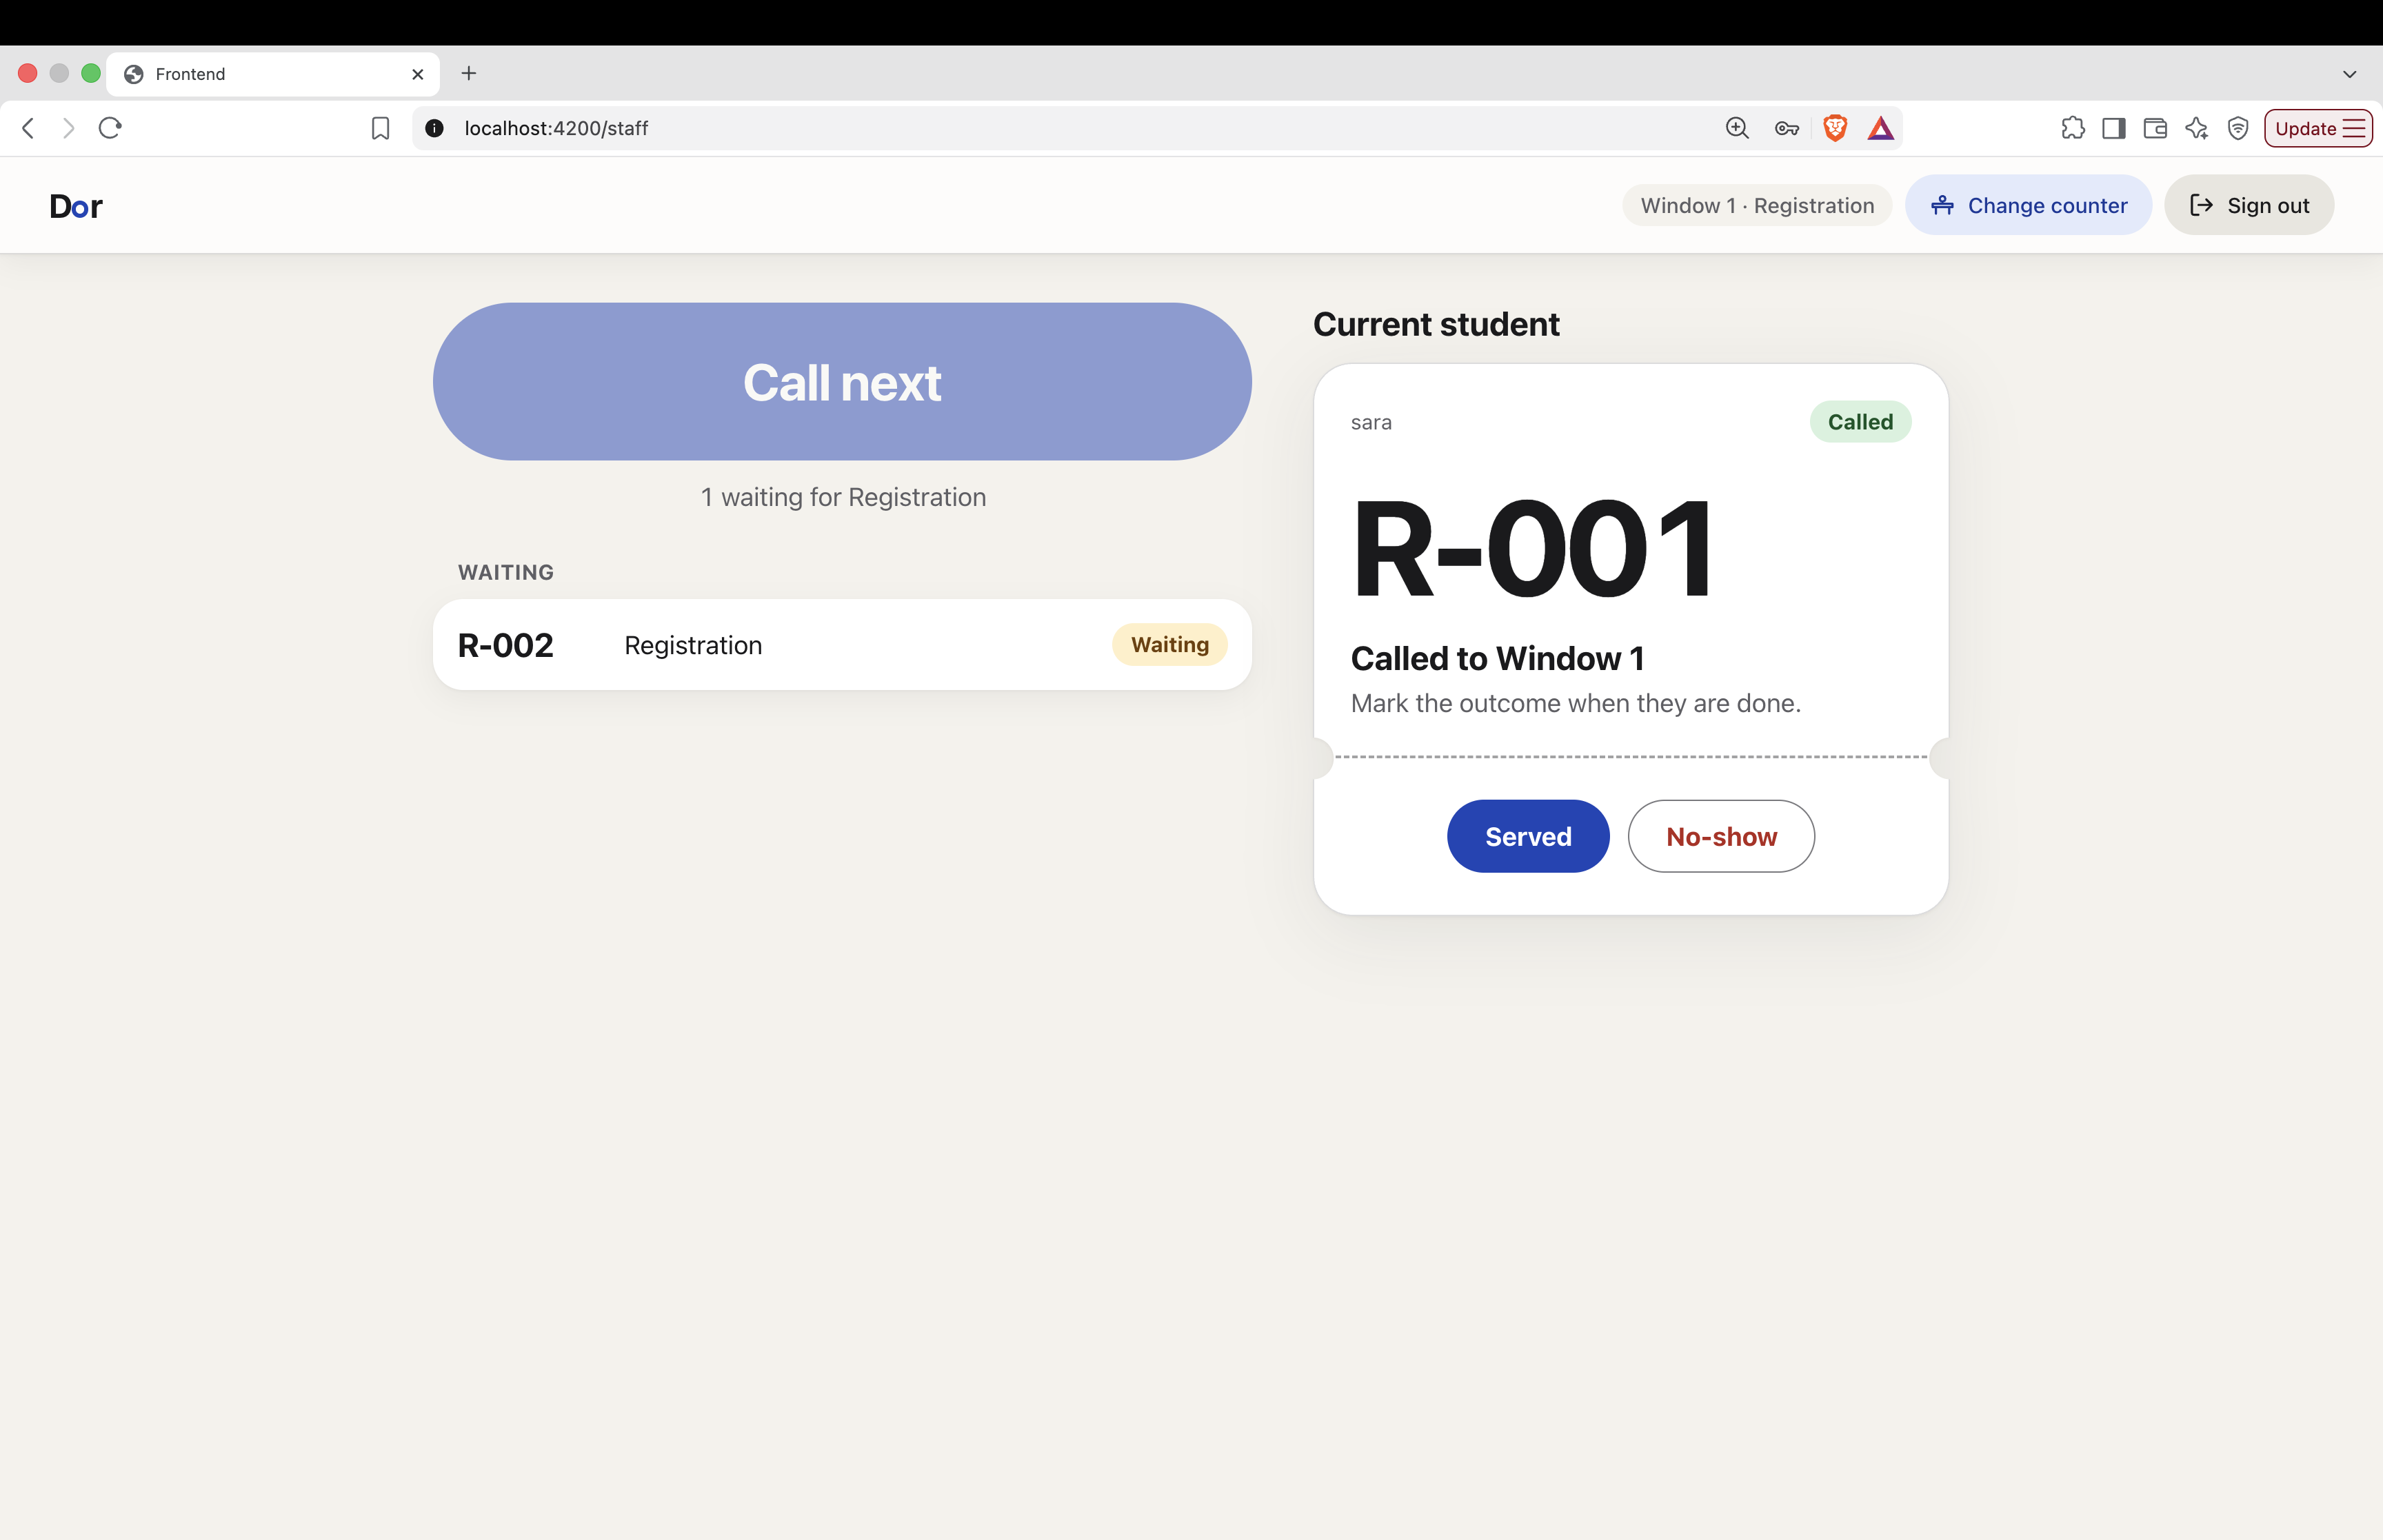 Frontend
localhost:4200/staff
Update
Dor
Window 1 · Registration
Change counter
Sign out
Call next
1 waiting for Registration
WAITING
R-002 Registration Waiting
Current student
sara Called
R-001
Called to Window 1
Mark the outcome when they are done.
Served No-show